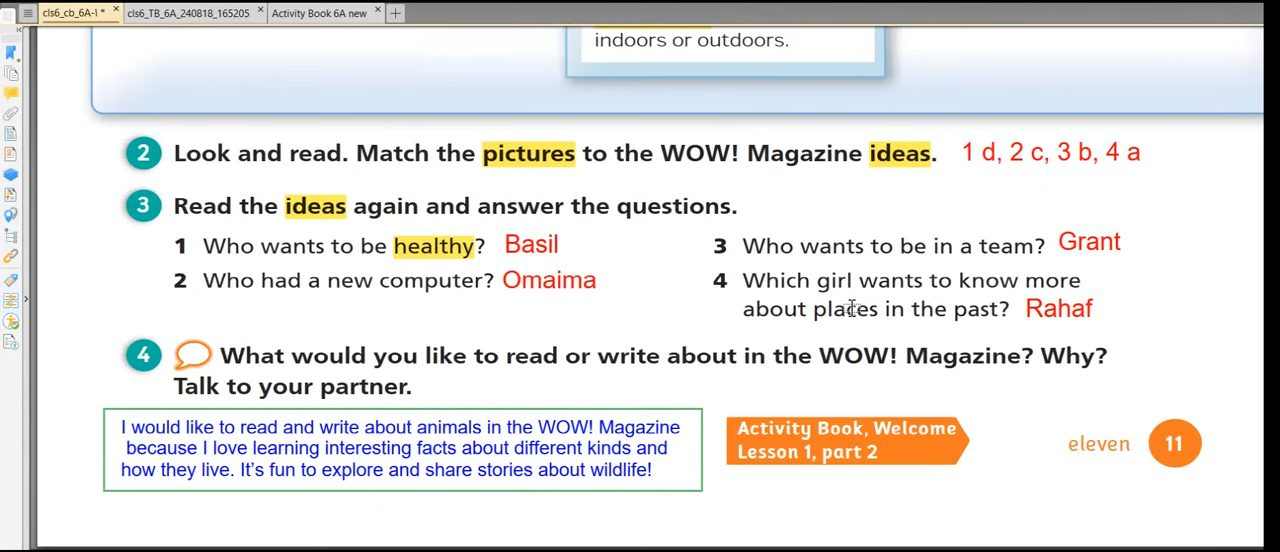 cls6_cb_6A-\ *
cls6_TB_6A_240818_165205
Activity Book 6A new
indoors or outdoors.
2 Look and read. Match the pictures to the WOW! Magazine ideas. 1 d, 2 c, 3 b, 4 a
3 Read the ideas again and answer the questions.
1 Who wants to be healthy? Basil
2 Who had a new computer? Omaima
3 Who wants to be in a team? Grant
4 Which girl wants to know more
about places in the past? Rahaf
4 What would you like to read or write about in the WOW! Magazine? Why?
Talk to your partner.
I would like to read and write about animals in the WOW! Magazine
because I love learning interesting facts about different kinds and
how they live. It's fun to explore and share stories about wildlife!
Activity Book, Welcome
Lesson 1, part 2
eleven 11